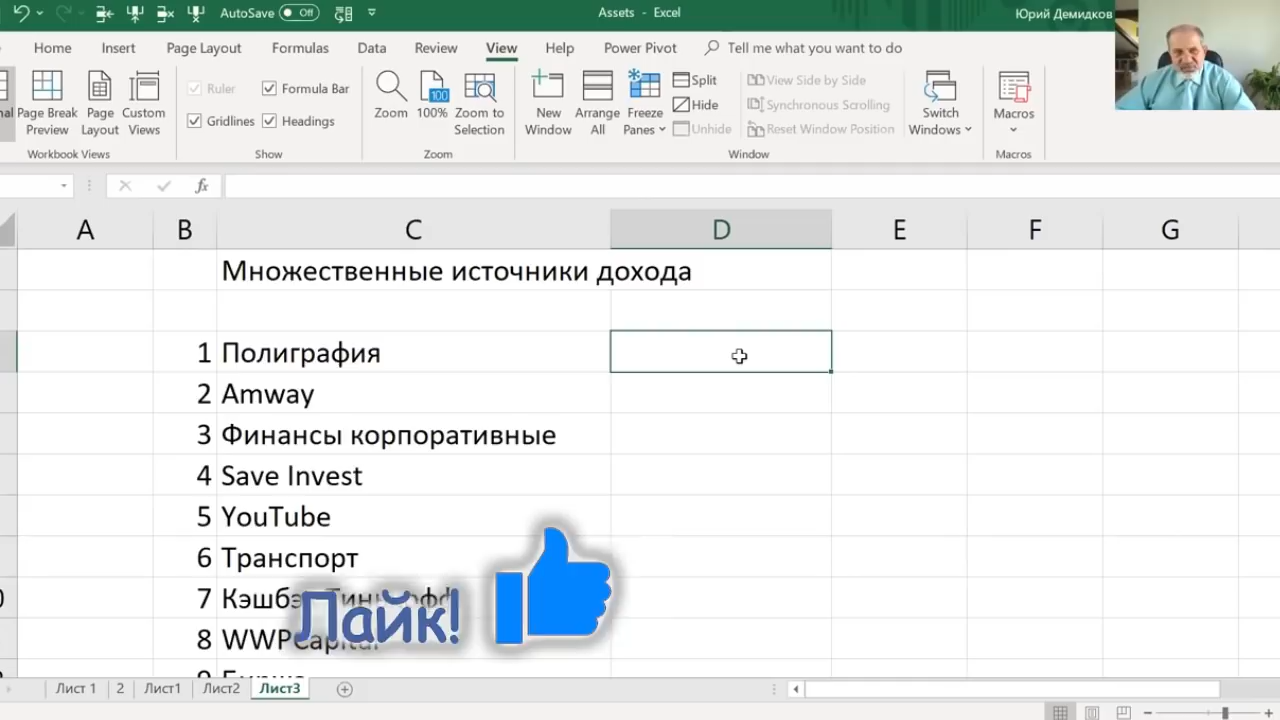 AutoSave Off
Assets - Excel
Юрий Демидков
Home Insert Page Layout Formulas Data Review View Help Power Pivot Tell me what you want to do
Page Break Preview
Page Layout
Custom Views
Workbook Views
Ruler
Formula Bar
Gridlines
Headings
Show
Zoom
100
100%
Zoom to Selection
Zoom
New Window
Arrange All
Freeze Panes
Split
Hide
Unhide
View Side by Side
Synchronous Scrolling
Reset Window Position
Window
Switch Windows
Macros
Macros
fx
A B C D E F G
Множественные источники дохода
1 Полиграфия
2 Amway
3 Финансы корпоративные
4 Save Invest
5 YouTube
6 Транспорт
7
Лайк!
8 WWPCapital
9
Лист 1 2 Лист1 Лист2 Лист3